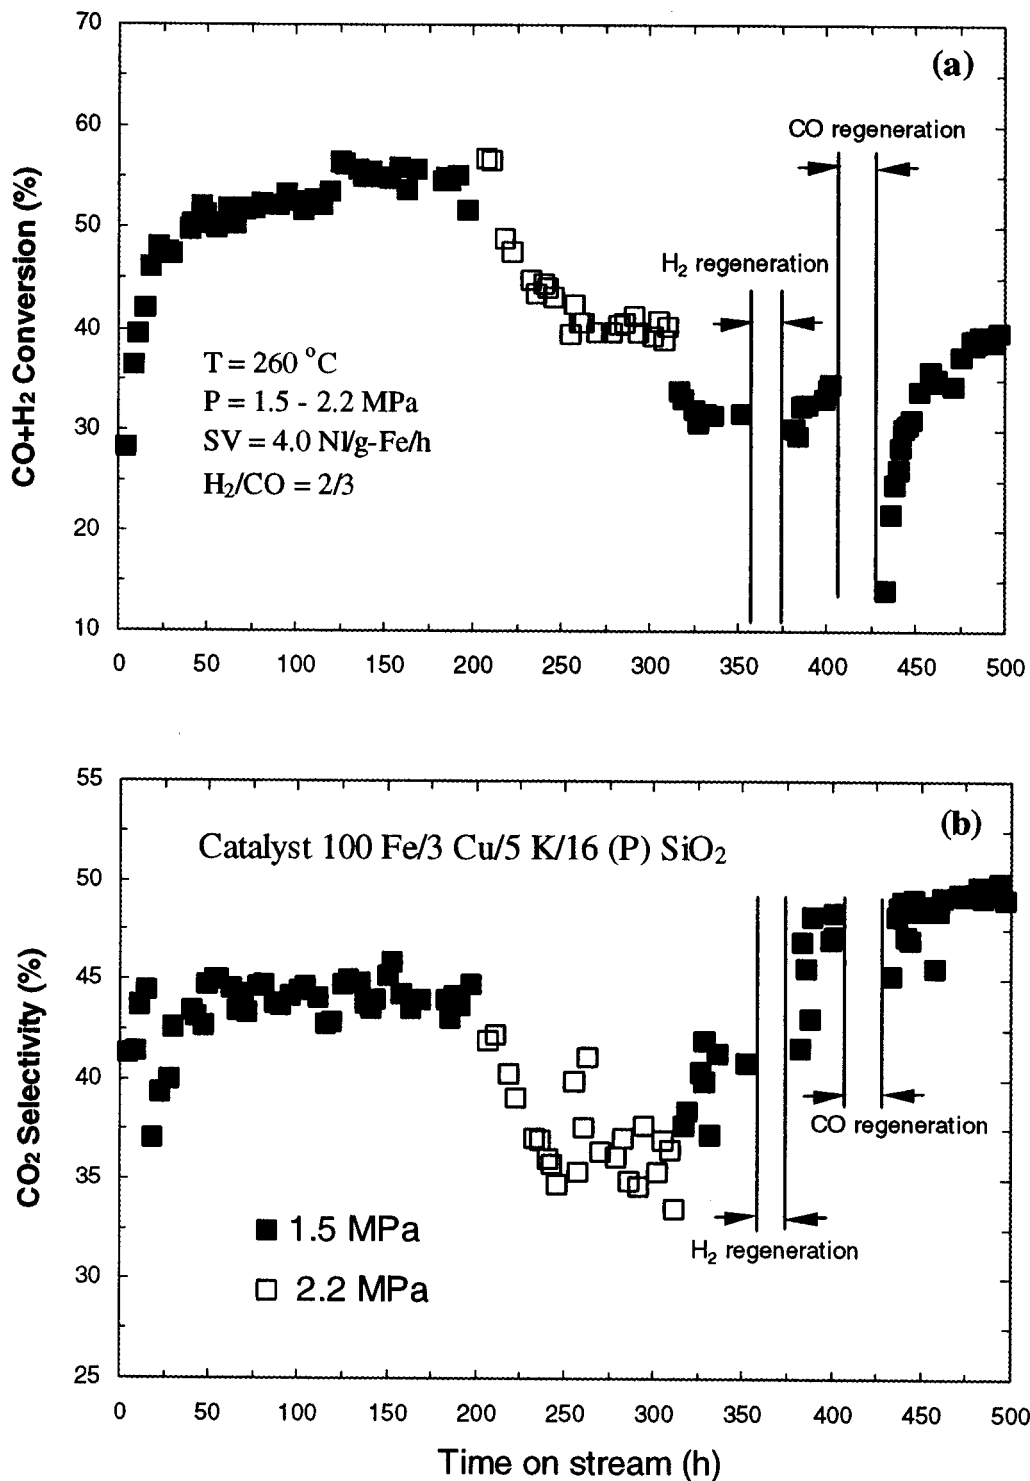 70
(a)
60
CO regeneration
50
H₂ regeneration
CO+H₂ Conversion (%)
40
T = 260 °C
P = 1.5 - 2.2 MPa
30
SV = 4.0 Nl/g-Fe/h
H₂/CO = 2/3
20
10
0 50 100 150 200 250 300 350 400 450 500
55
(b)
Catalyst 100 Fe/3 Cu/5 K/16 (P) SiO₂
50
45
CO₂ Selectivity (%)
40
CO regeneration
35
1.5 MPa
H₂ regeneration
2.2 MPa
30
25
0 50 100 150 200 250 300 350 400 450 500
Time on stream (h)